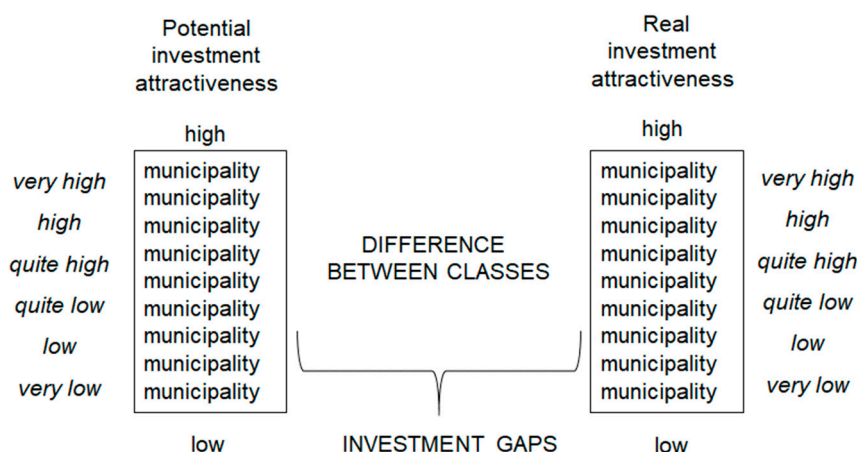 Potential
investment
attractiveness
high
very high
high
quite high
quite low
low
very low
municipality
municipality
municipality
municipality
municipality
municipality
municipality
municipality
municipality
low
DIFFERENCE
BETWEEN CLASSES
INVESTMENT GAPS
Real
investment
attractiveness
high
municipality
municipality
municipality
municipality
municipality
municipality
municipality
municipality
municipality
very high
high
quite high
quite low
low
very low
low